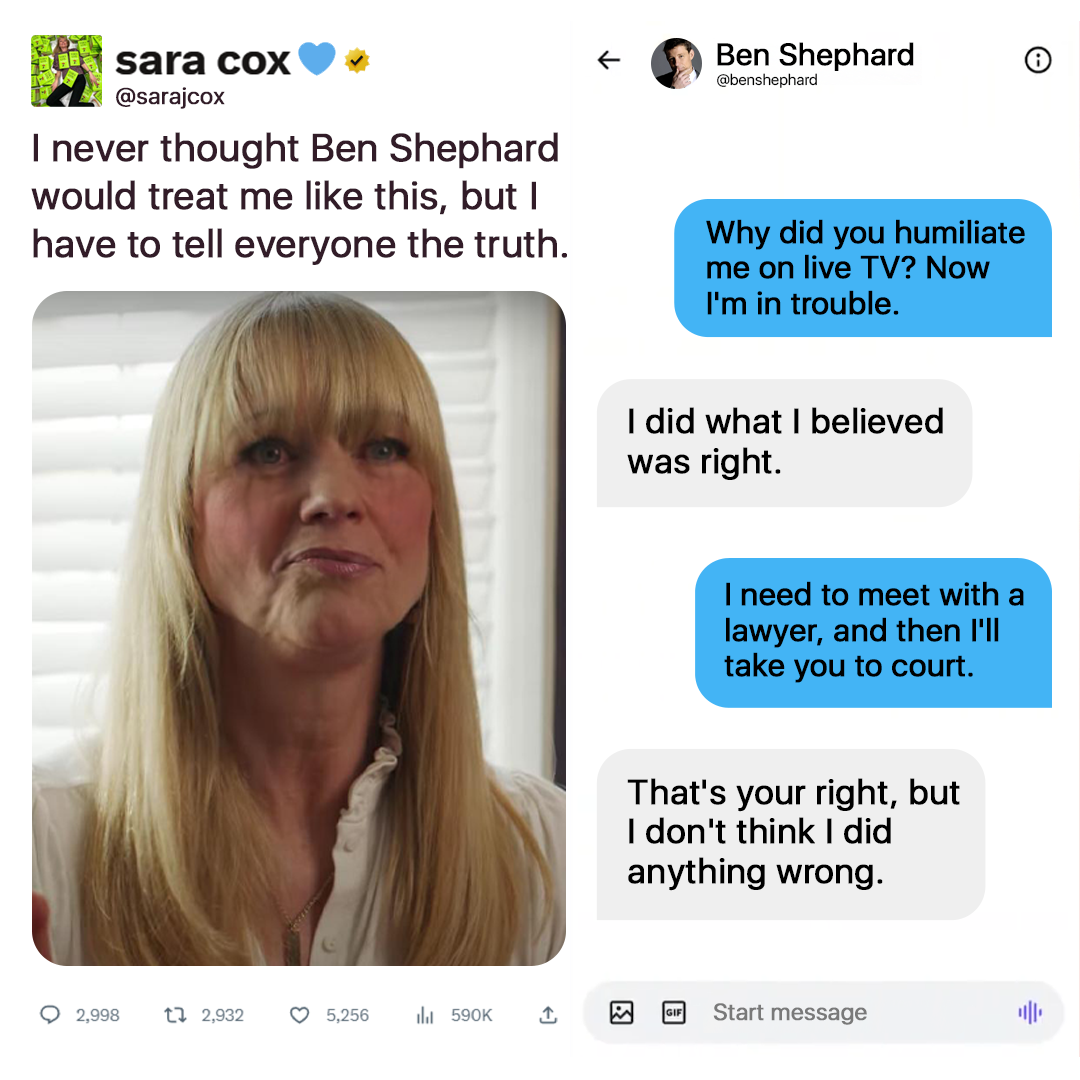 sara cox
@sarajcox
I never thought Ben Shephard
would treat me like this, but I
have to tell everyone the truth.
2,998
2,932
5,256
590K
Ben Shephard
@benshephard
Why did you humiliate
me on live TV? Now
I'm in trouble.
I did what I believed
was right.
I need to meet with a
lawyer, and then I'll
take you to court.
That's your right, but
I don't think I did
anything wrong.
GIF
Start message